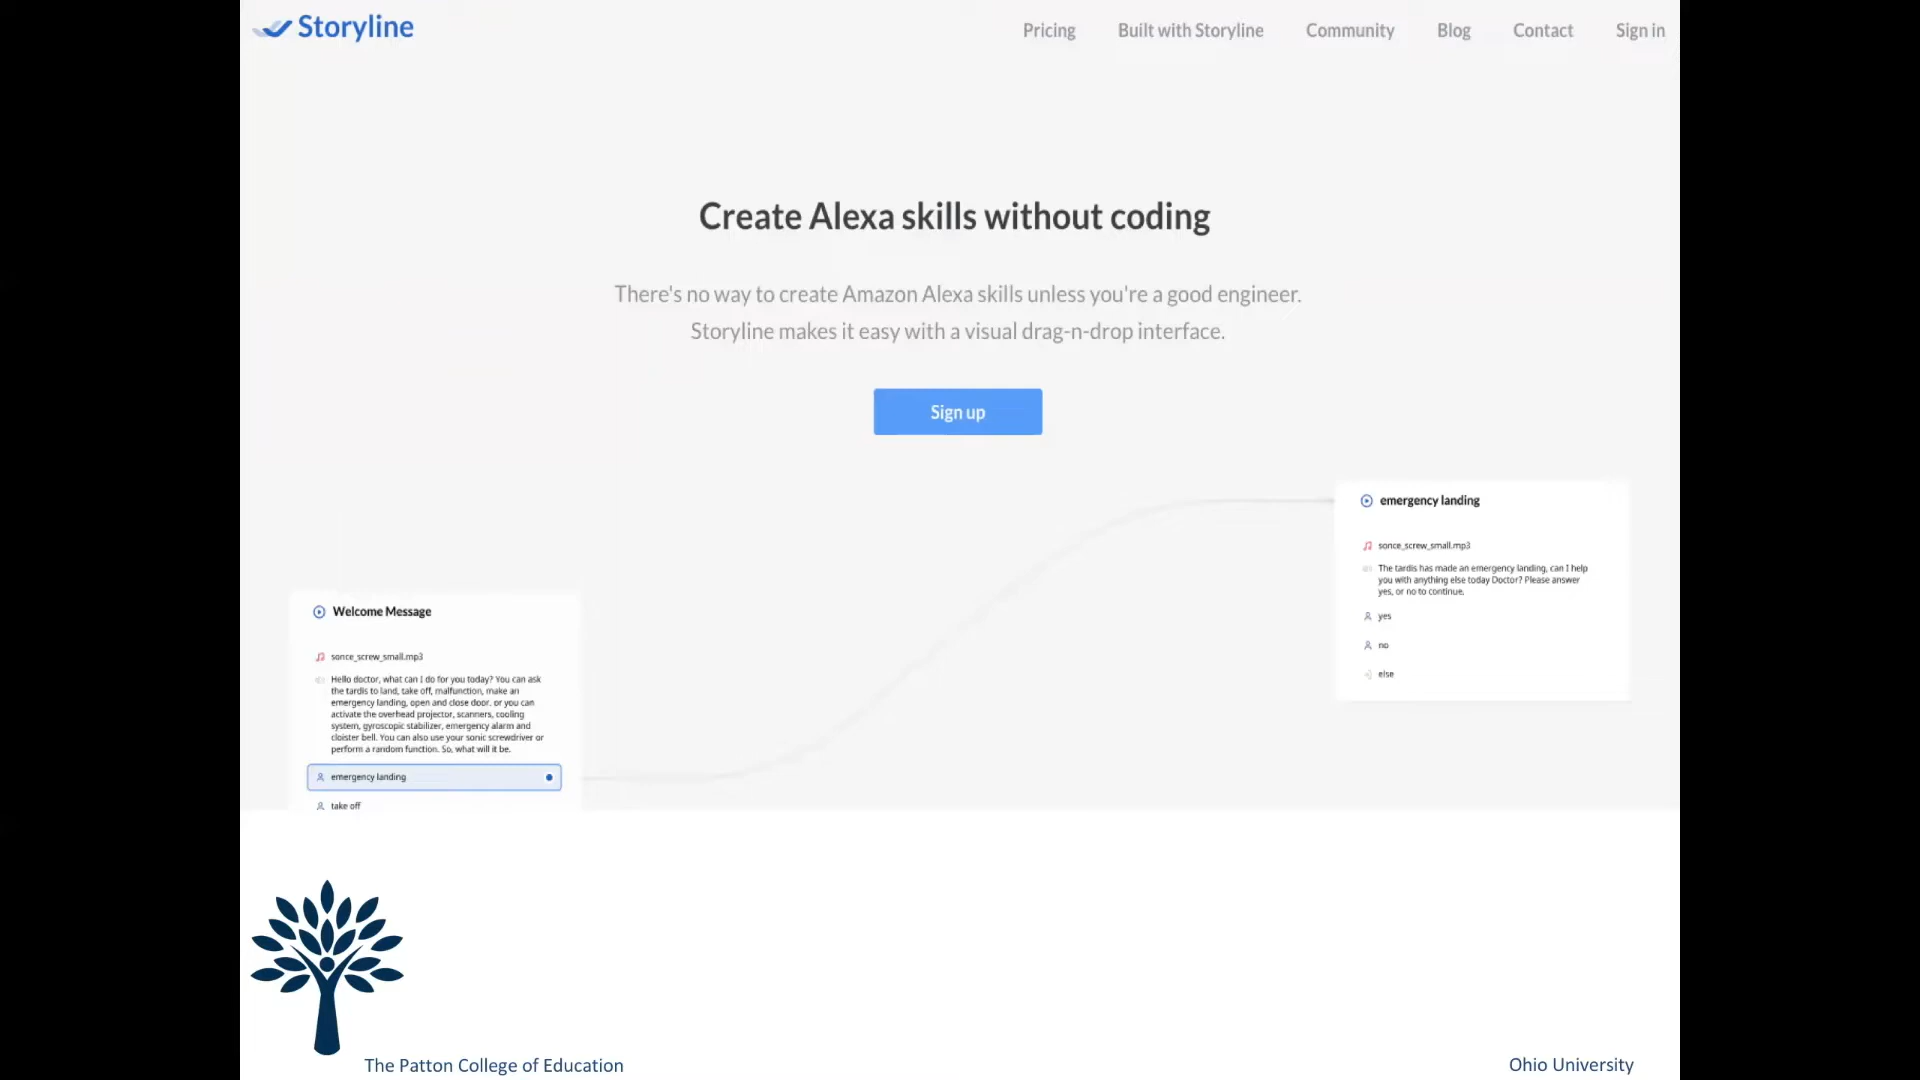 Storyline
Pricing
Built with Storyline
Community
Blog
Contact
Sign in
Create Alexa skills without coding
There's no way to create Amazon Alexa skills unless you're a good engineer.
Storyline makes it easy with a visual drag-n-drop interface.
Sign up
emergency landing
sonce_screw_small.mp3
The tardis has made an emergency landing, can I help
you with anything else today Doctor? Please answer
yes, or no to continue.
yes
no
else
Welcome Message
sonce_screw_small.mp3
Hello doctor, what can I do for you today? You can ask
the tardis to land, take off, malfunction, make an
emergency landing, open and close door. or you can
activate the overhead projector, scanners, cooling
system, gyroscopic stabilizer, emergency alarm and
cloister bell. You can also use your sonic screwdriver or
perform a random function. So, what will it be.
emergency landing
take off
The Patton College of Education
Ohio University